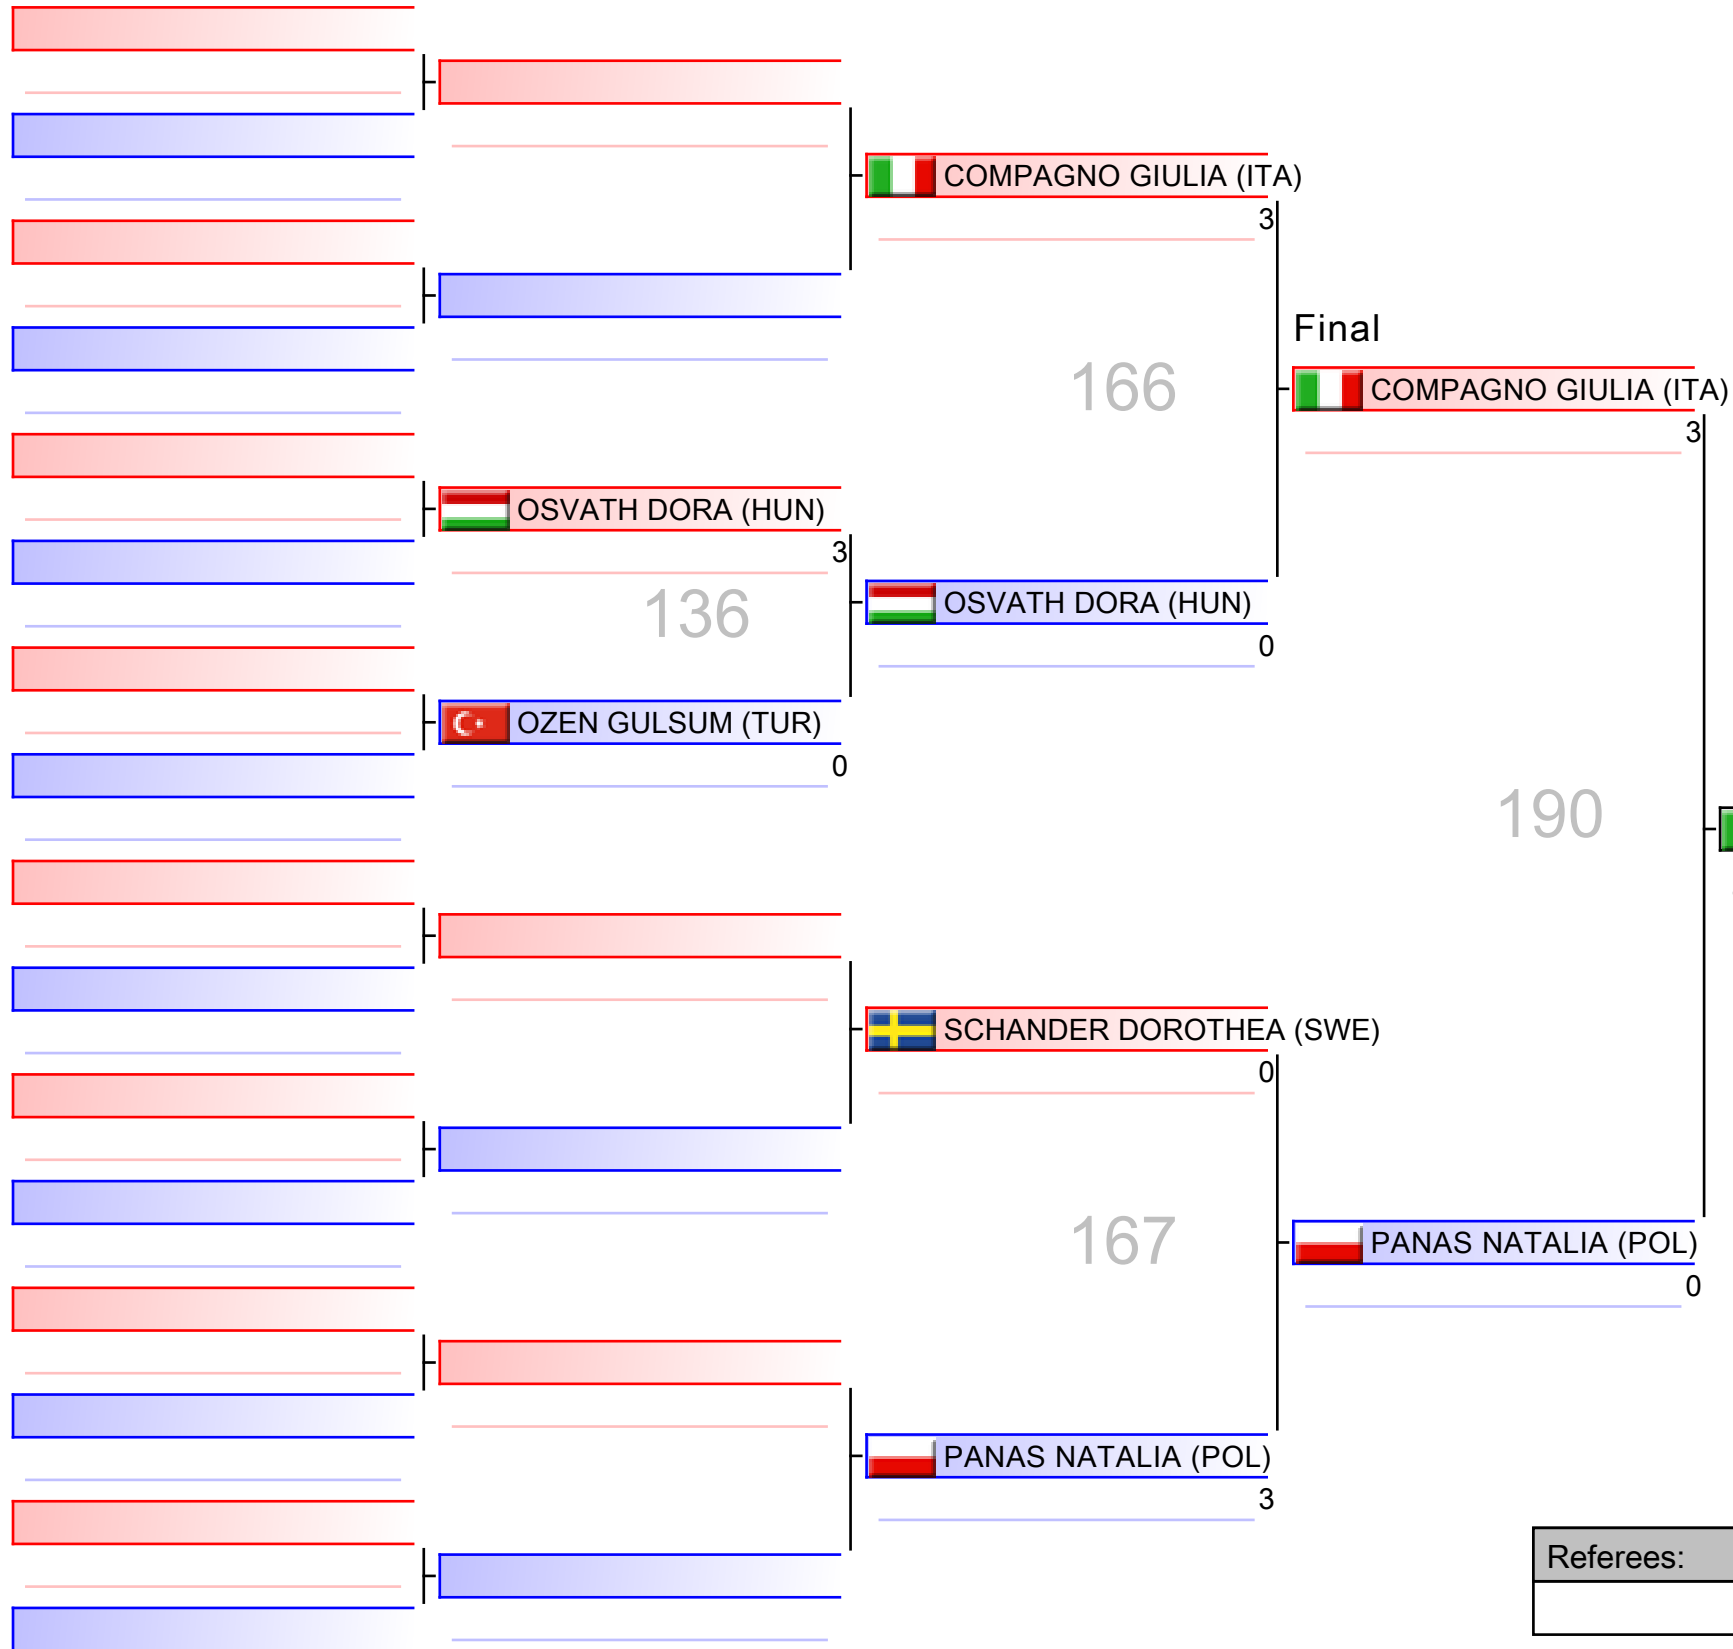 COMPAGNO GIULIA (ITA)
3
Final
166
COMPAGNO GIULIA (ITA)
3
OSVATH DORA (HUN)
3
136
OSVATH DORA (HUN)
0
OZEN GULSUM (TUR)
0
190
SCHANDER DOROTHEA (SWE)
0
167
PANAS NATALIA (POL)
0
PANAS NATALIA (POL)
3
Referees: